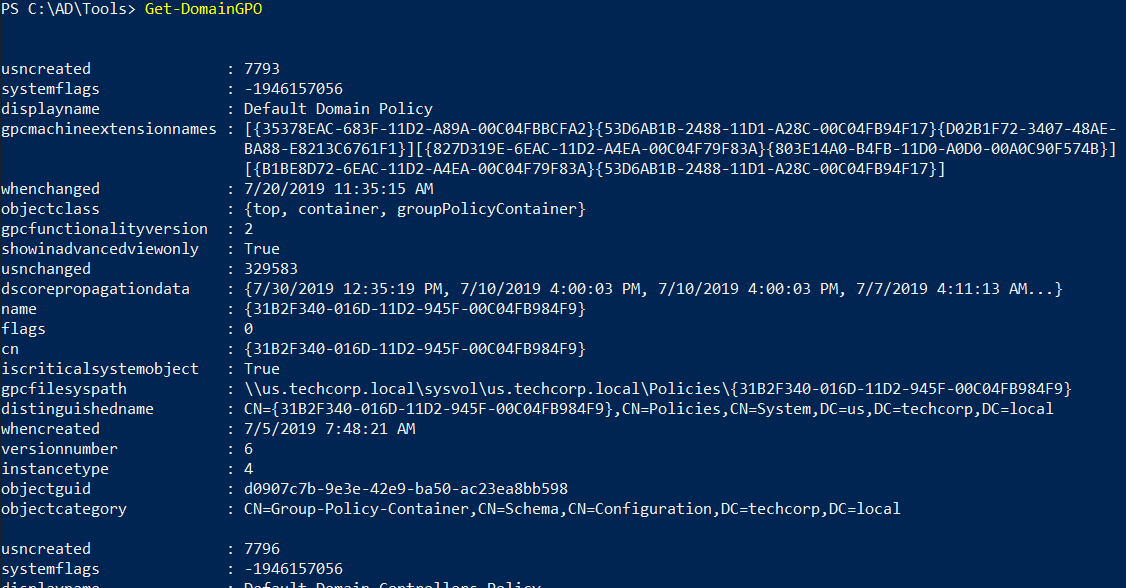 PS C:\AD\Tools> Get-DomainGPO
usncreated : 7793
systemflags : -1946157056
displayname : Default Domain Policy
gpcmachineextensionnames : [{35378EAC-683F-11D2-A89A-00C04FBBCFA2}{53D6AB1B-2488-11D1-A28C-00C04FB94F17}{D02B1F72-3407-48AE-
BA88-E8213C6761F1}][{827D319E-6EAC-11D2-A4EA-00C04F79F83A}{803E14A0-B4FB-11D0-A0D0-00A0C90F574B}]
[{B1BE8D72-6EAC-11D2-A4EA-00C04F79F83A}{53D6AB1B-2488-11D1-A28C-00C04FB94F17}]
whenchanged : 7/20/2019 11:35:15 AM
objectclass : {top, container, groupPolicyContainer}
gpcfunctionalityversion : 2
showinadvancedviewonly : True
usnchanged : 329583
dscorepropagationdata : {7/30/2019 12:35:19 PM, 7/10/2019 4:00:03 PM, 7/10/2019 4:00:03 PM, 7/7/2019 4:11:13 AM...}
name : {31B2F340-016D-11D2-945F-00C04FB984F9}
flags : 0
cn : {31B2F340-016D-11D2-945F-00C04FB984F9}
iscriticalsystemobject : True
gpcfilesyspath : \\us.techcorp.local\sysvol\us.techcorp.local\Policies\{31B2F340-016D-11D2-945F-00C04FB984F9}
distinguishedname : CN={31B2F340-016D-11D2-945F-00C04FB984F9},CN=Policies,CN=System,DC=us,DC=techcorp,DC=local
whencreated : 7/5/2019 7:48:21 AM
versionnumber : 6
instancetype : 4
objectguid : d0907c7b-9e3e-42e9-ba50-ac23ea8bb598
objectcategory : CN=Group-Policy-Container,CN=Schema,CN=Configuration,DC=techcorp,DC=local
usncreated : 7796
systemflags : -1946157056
displayname : Default Domain Controllers Policy